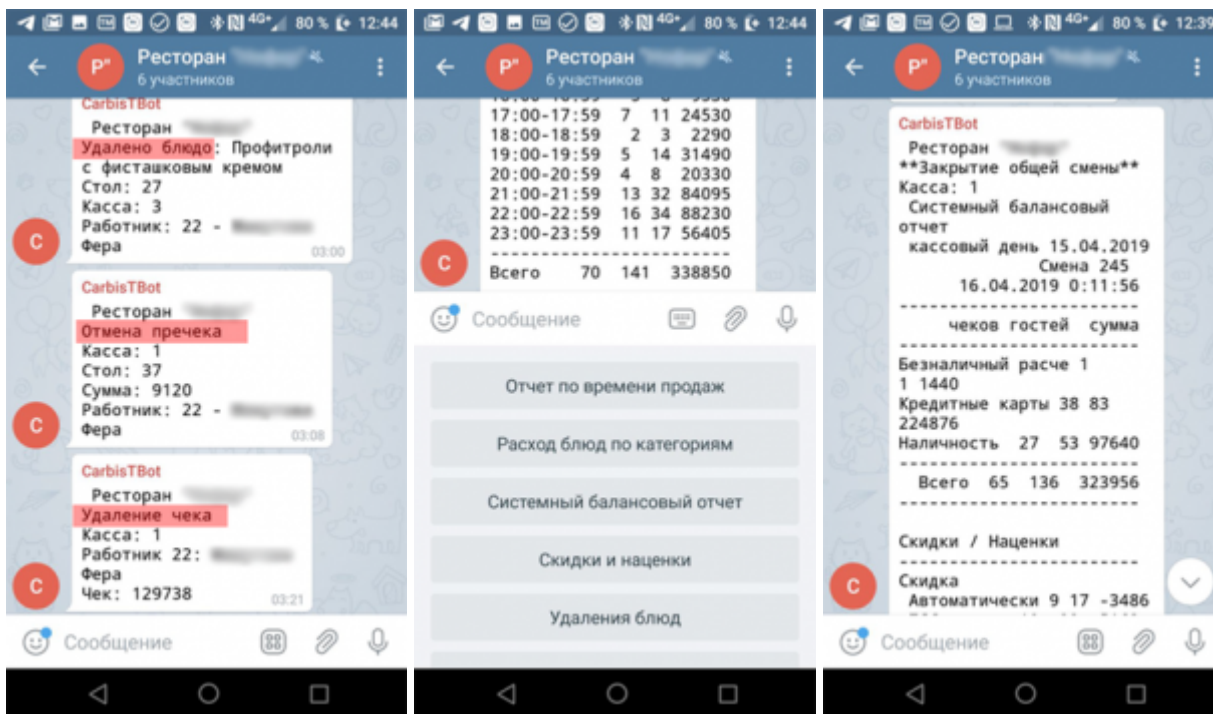 80 % 12:44
Ресторан
6 участников
CarbisTBot
Ресторан
Удалено блюдо: Профитроли
с фисташковым кремом
Стол: 27
Касса: 3
Работник: 22 -
Фера
03:00
C
CarbisTBot
Ресторан
Отмена пречека
Касса: 1
Стол: 37
Сумма: 9120
Работник: 22 -
Фера
03:08
C
CarbisTBot
Ресторан
Удаление чека
Касса: 1
Работник 22:
Фера
Чек: 129738
03:21
C
Сообщение
4G+ 80 % 12:44
P"
Ресторан
6 участников
17:00-17:59 7 11 24530
18:00-18:59 2 3 2290
19:00-19:59 5 14 31490
20:00-20:59 4 8 20330
21:00-21:59 13 32 84095
22:00-22:59 16 34 88230
23:00-23:59 11 17 56405
-----------------------
Всего 70 141 338850
C
Сообщение
Отчет по времени продаж
Расход блюд по категориям
Системный балансовый отчет
Скидки и наценки
Удаления блюд
4G+ 80 % 12:39
P"
Ресторан
6 участников
CarbisTBot
Ресторан
**Закрытие общей смены**
Касса: 1
Системный балансовый
отчет
кассовый день 15.04.2019
Смена 245
16.04.2019 0:11:56
-----------------------
чеков гостей сумма
-----------------------
Безналичный расче 1
1 1440
Кредитные карты 38 83
224876
Наличность 27 53 97640
-----------------------
Всего 65 136 323956
-----------------------
Скидки / Наценки
-----------------------
Скидка
Автоматически 9 17 -3486
C
Сообщение